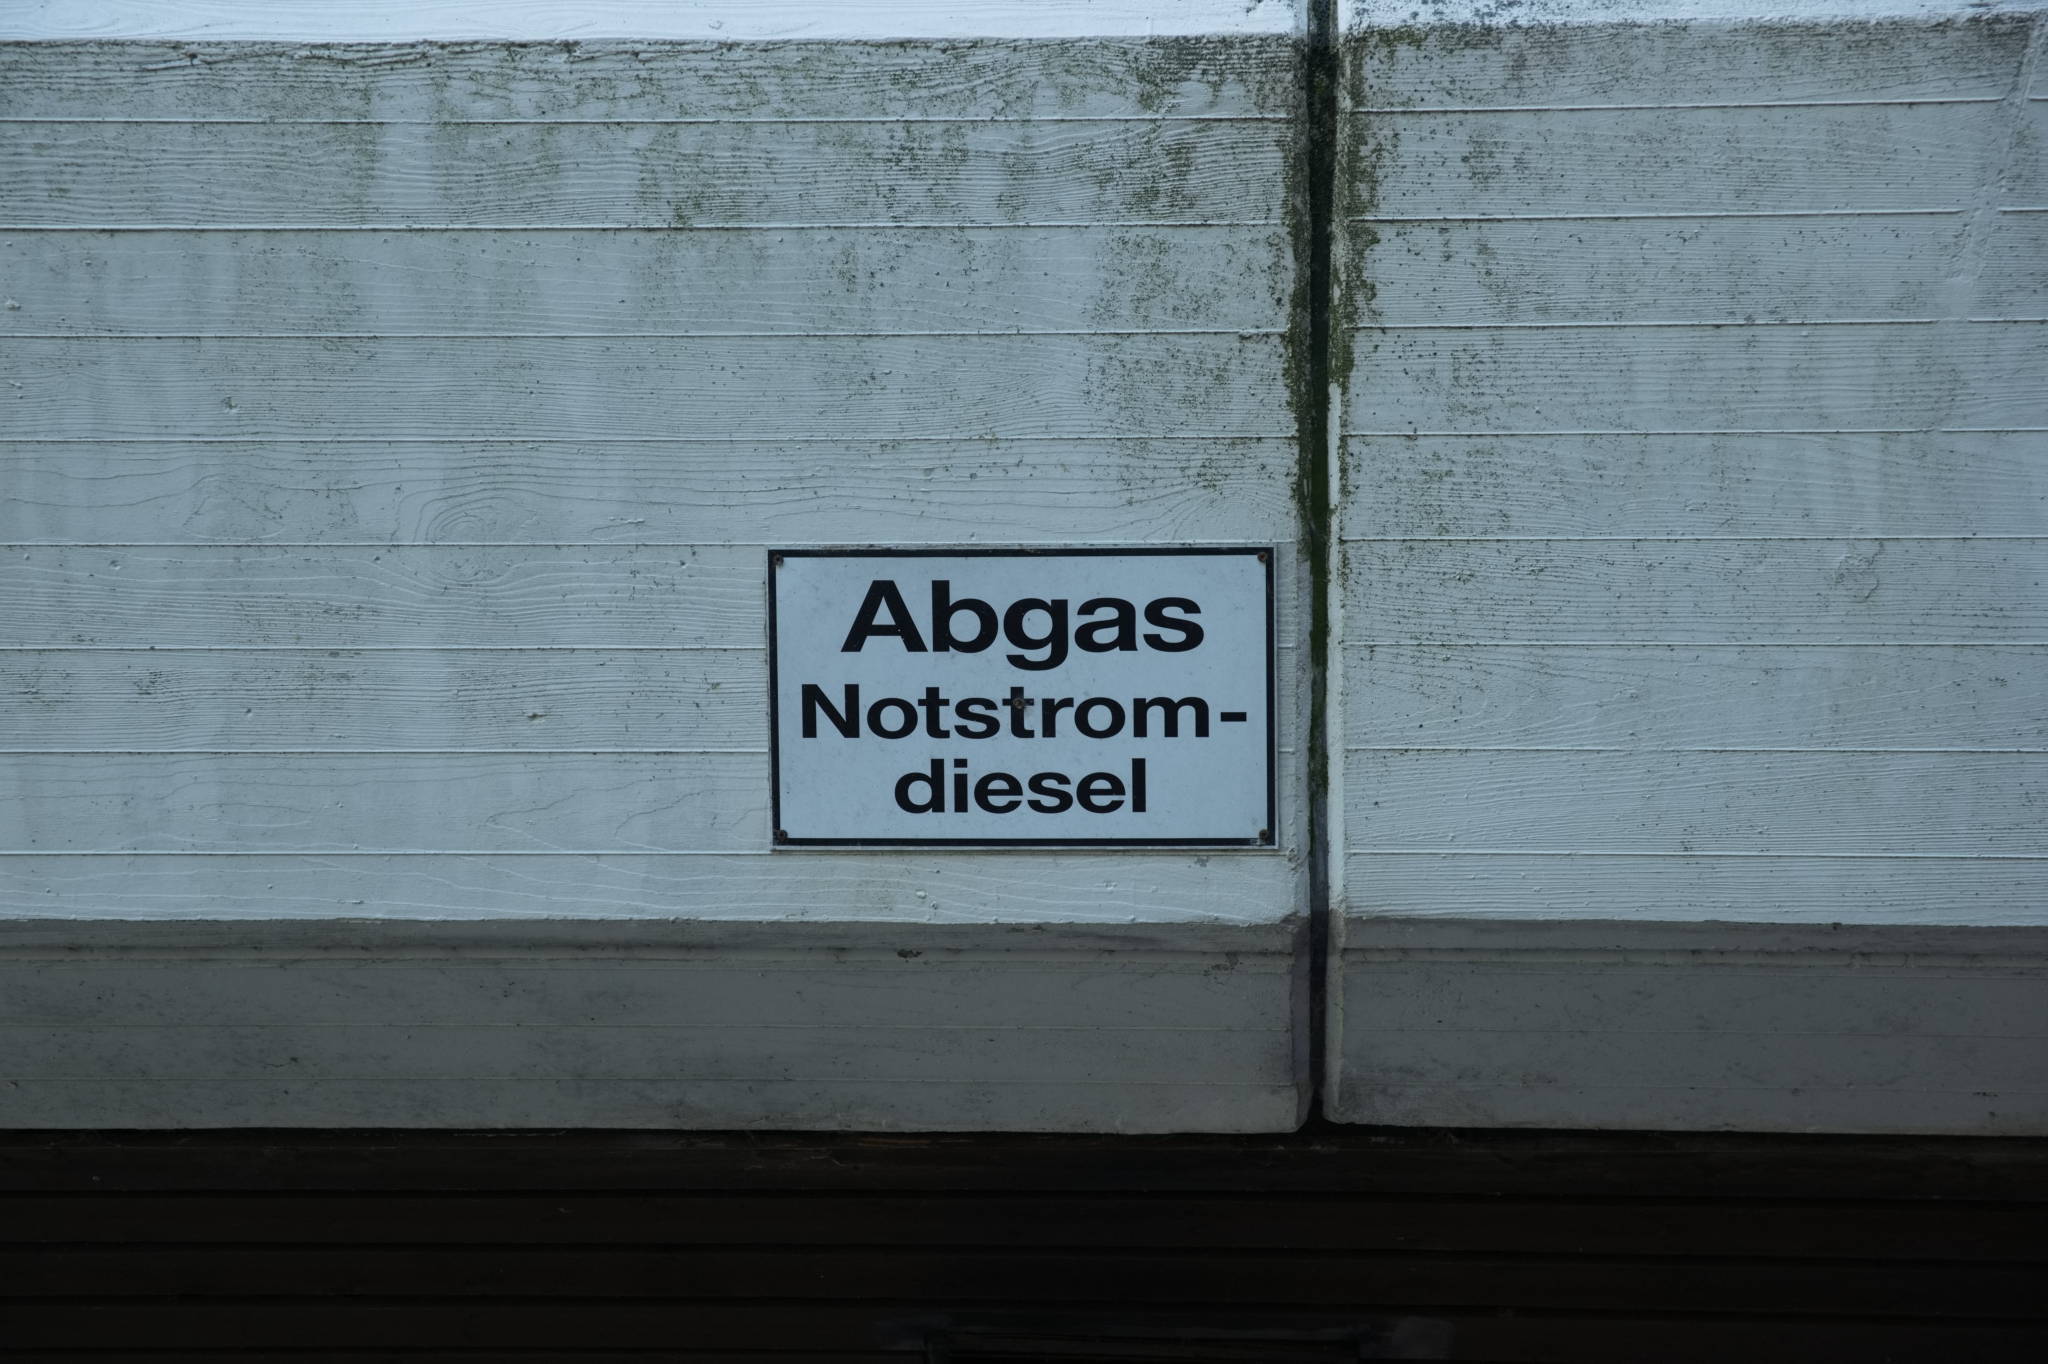 Abgas
Notstrom-
diesel